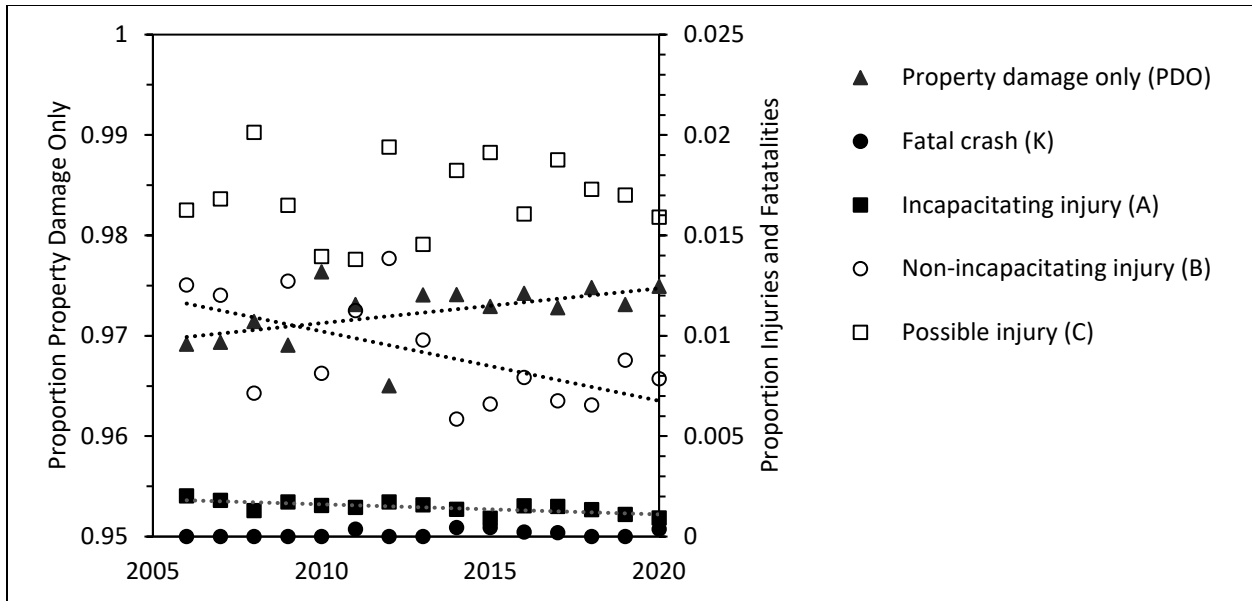 1
0.99
0.98
0.97
0.96
0.95
Proportion Property Damage Only
2005
2010
2015
2020
0.025
0.02
0.015
0.01
0.005
0
Proportion Injuries and Fatatalities
Property damage only (PDO)
Fatal crash (K)
Incapacitating injury (A)
Non-incapacitating injury (B)
Possible injury (C)